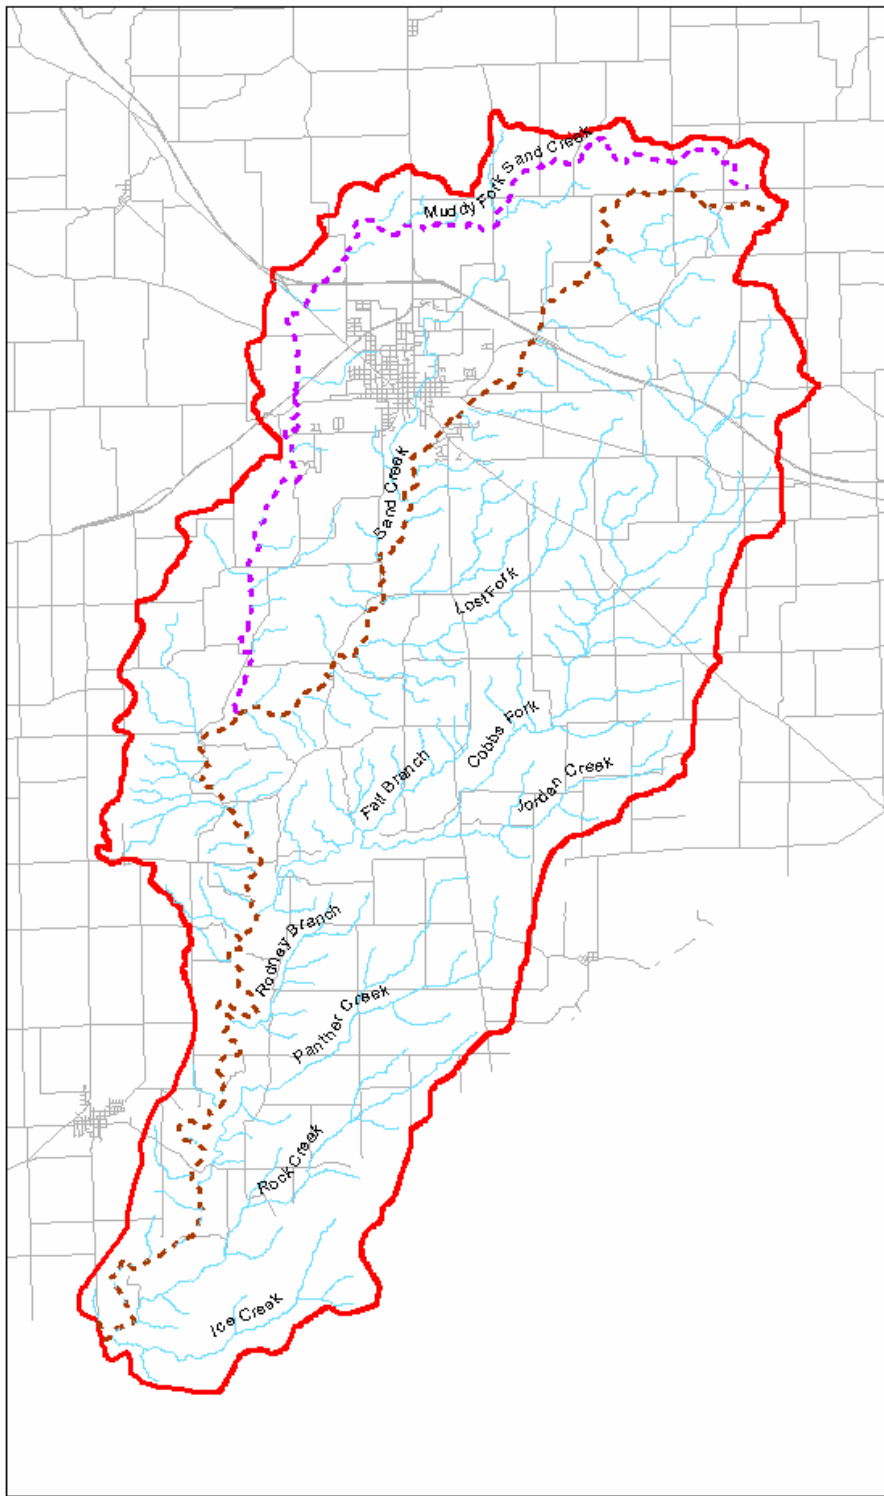 Muddy Fork Sand Creek
Sand Creek
Lost Fork
Cobbs Fork
Fall Branch
Jordan Creek
Rodney Branch
Panther Creek
Rock Creek
Ice Creek